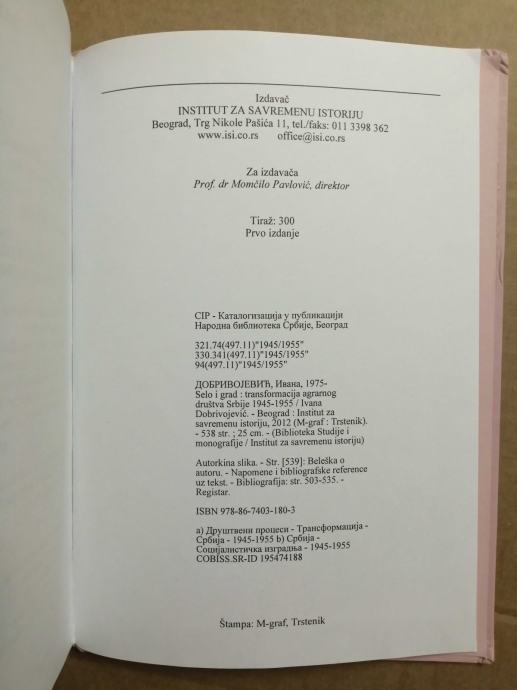 Izdavač
INSTITUT ZA SAVREMENU ISTORIJU
Beograd, Trg Nikole Pašića 11, tel./faks: 011 3398 362
www.isi.co.rs office@isi.co.rs
Za izdavača
Prof. dr Momčilo Pavlović, direktor
Tiraž: 300
Prvo izdanje
CIP - Каталогизација у публикацији
Народна библиотека Србије, Београд
321.74(497.11)"1945/1955"
330.341(497.11)"1945/1955"
94(497.11)"1945/1955"
ДОБРИВОЈЕВИЋ, Ивана, 1975-
Selo i grad : transformacija agrarnog
društva Srbije 1945-1955 / Ivana
Dobrivojević. - Beograd : Institut za
savremenu istoriju, 2012 (M-graf : Trstenik).
- 538 str. ; 25 cm. - (Biblioteka Studije i
monografije / Institut za savremenu istoriju)
Autorkina slika. - Str. [539]: Beleška o
autoru. - Napomene i bibliografske reference
uz tekst. - Bibliografija: str. 503-535. -
Registar.
ISBN 978-86-7403-180-3
a) Друштвени процеси - Трансформација -
Србија - 1945-1955 b) Србија -
Социјалистичка изградња - 1945-1955
COBISS.SR-ID 195474188
Štampa: M-graf, Trstenik